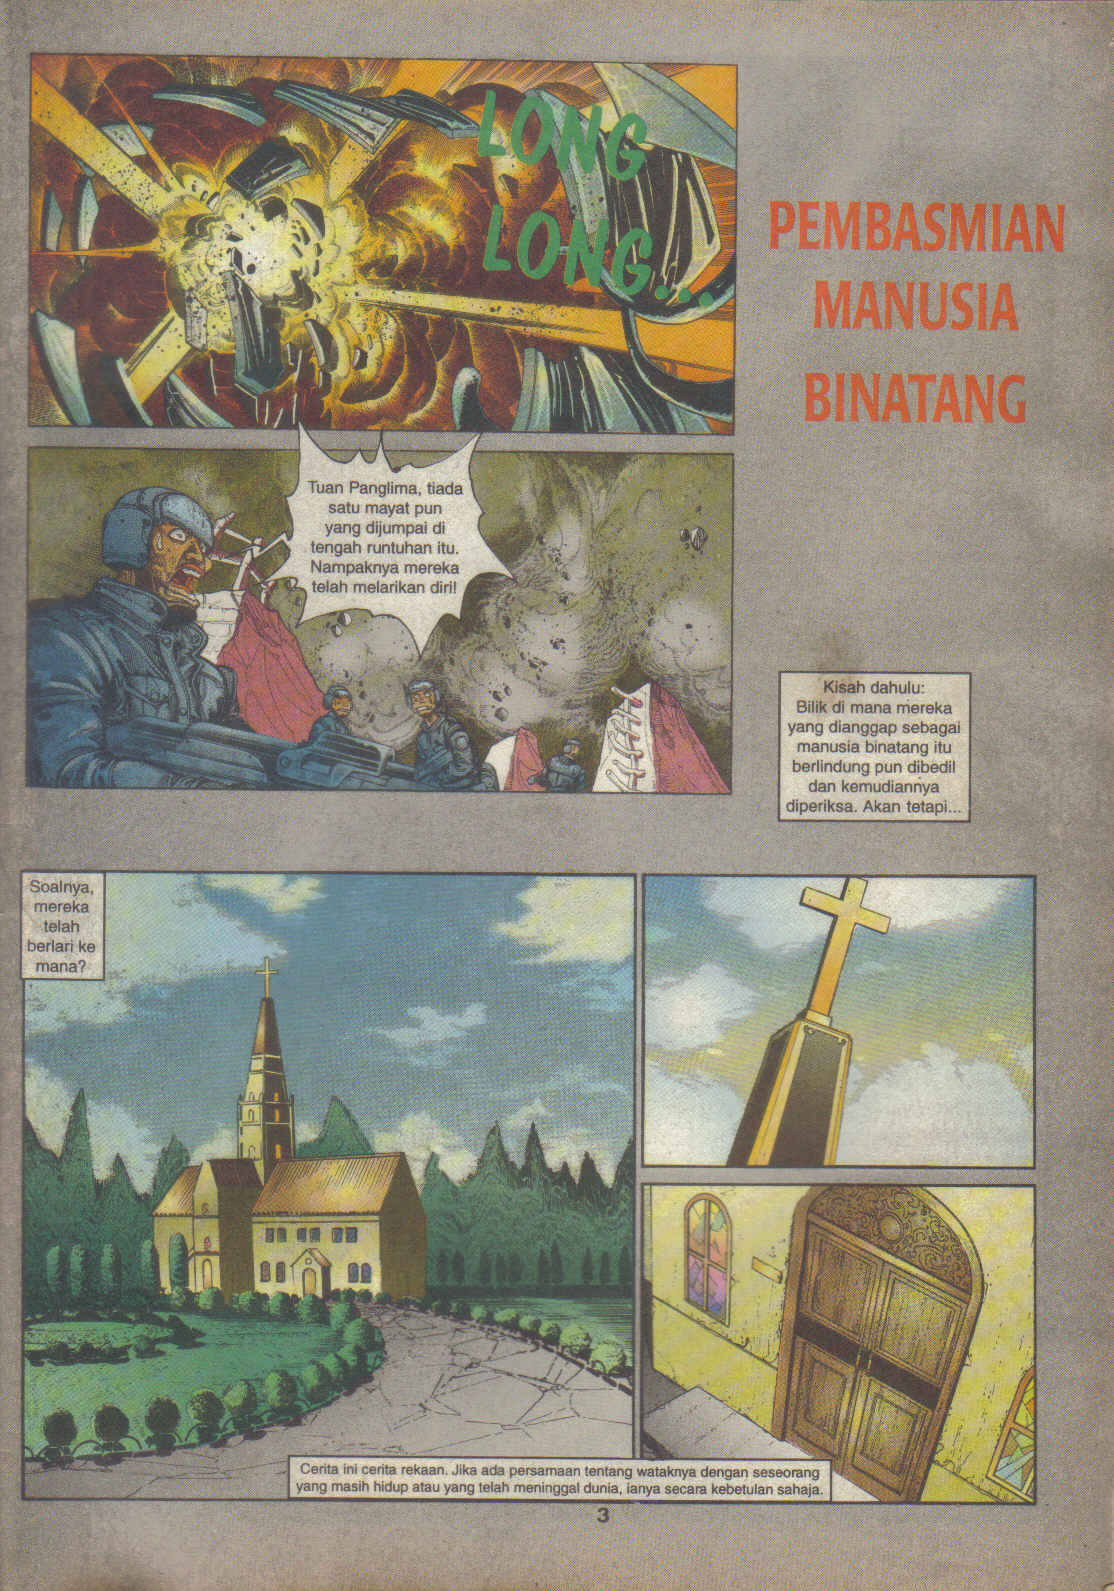 LONG
LONG...
PEMBASMIAN
MANUSIA
BINATANG
Tuan Panglima, tiada
satu mayat pun
yang dijumpai di
tengah runtuhan itu.
Nampaknya mereka
telah melarikan diri!
Kisah dahulu:
Bilik di mana mereka
yang dianggap sebagai
manusia binatang itu
berlindung pun dibedil
dan kemudiannya
diperiksa. Akan tetapi...
Soalnya,
mereka
telah
berlari ke
mana?
Cerita ini cerita rekaan. Jika ada persamaan tentang wataknya dengan seseorang
yang masih hidup atau yang telah meninggal dunia, ianya secara kebetulan sahaja.
3